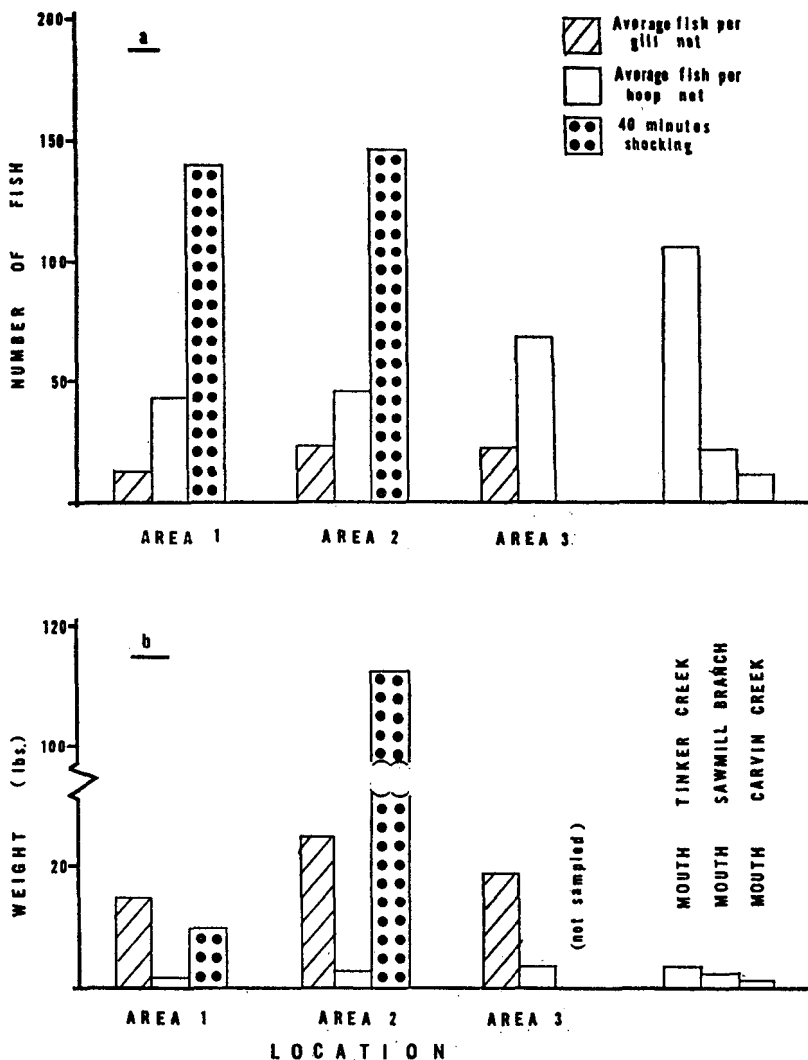 280
150
100
50
NUMBER OF FISH
a
Average fish per
gill net
Average fish per
hoop net
40 minutes
shocking
AREA 1
AREA 2
AREA 3
120
100
20
WEIGHT (lbs.)
b
(not sampled)
MOUTH TINKER CREEK
MOUTH SAWMILL BRANCH
MOUTH CARVIN CREEK
AREA 1
AREA 2
AREA 3
LOCATION